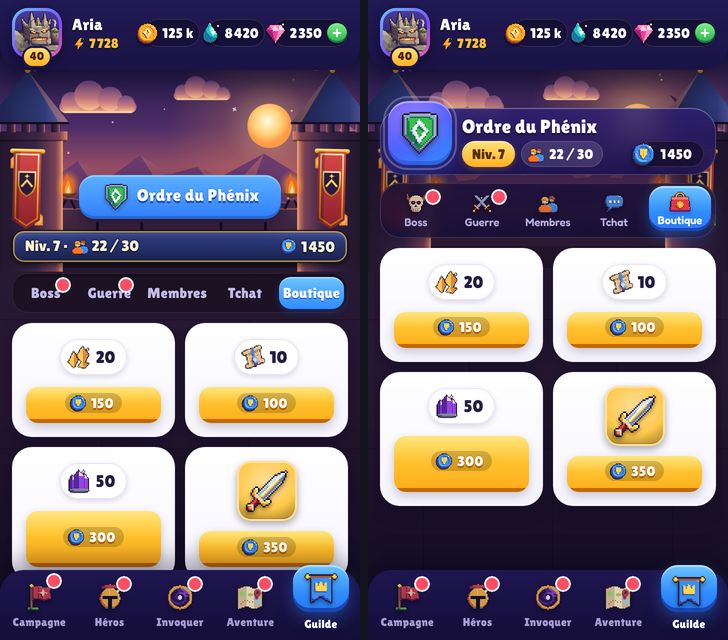 Aria
7728
125 k
8420
2350
40
Ordre du Phénix
Niv. 7 · 22 / 30
1450
Boss
Guerre
Membres
Tchat
Boutique
20
10
150
100
50
300
350
Campagne
Héros
Invoquer
Aventure
Guilde
Aria
7728
125 k
8420
2350
40
Ordre du Phénix
Niv. 7
22 / 30
1450
Boss
Guerre
Membres
Tchat
Boutique
20
10
150
100
50
300
350
Campagne
Héros
Invoquer
Aventure
Guilde